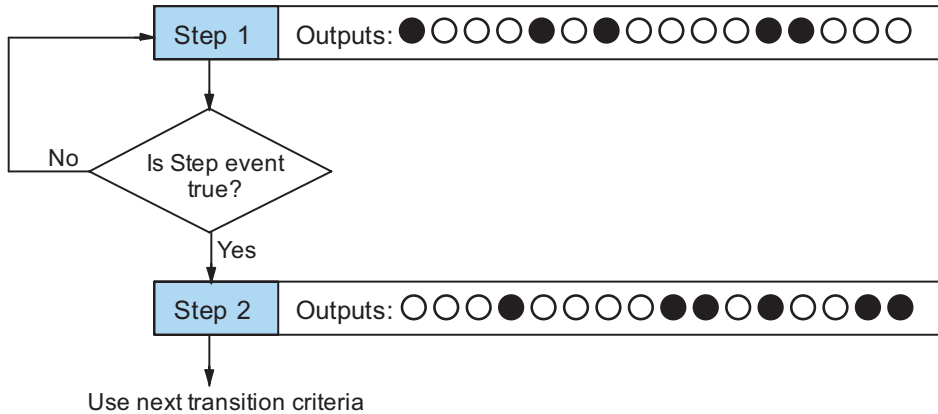 Step 1
Outputs:
Is Step event
true?
No
Yes
Step 2
Outputs:
Use next transition criteria